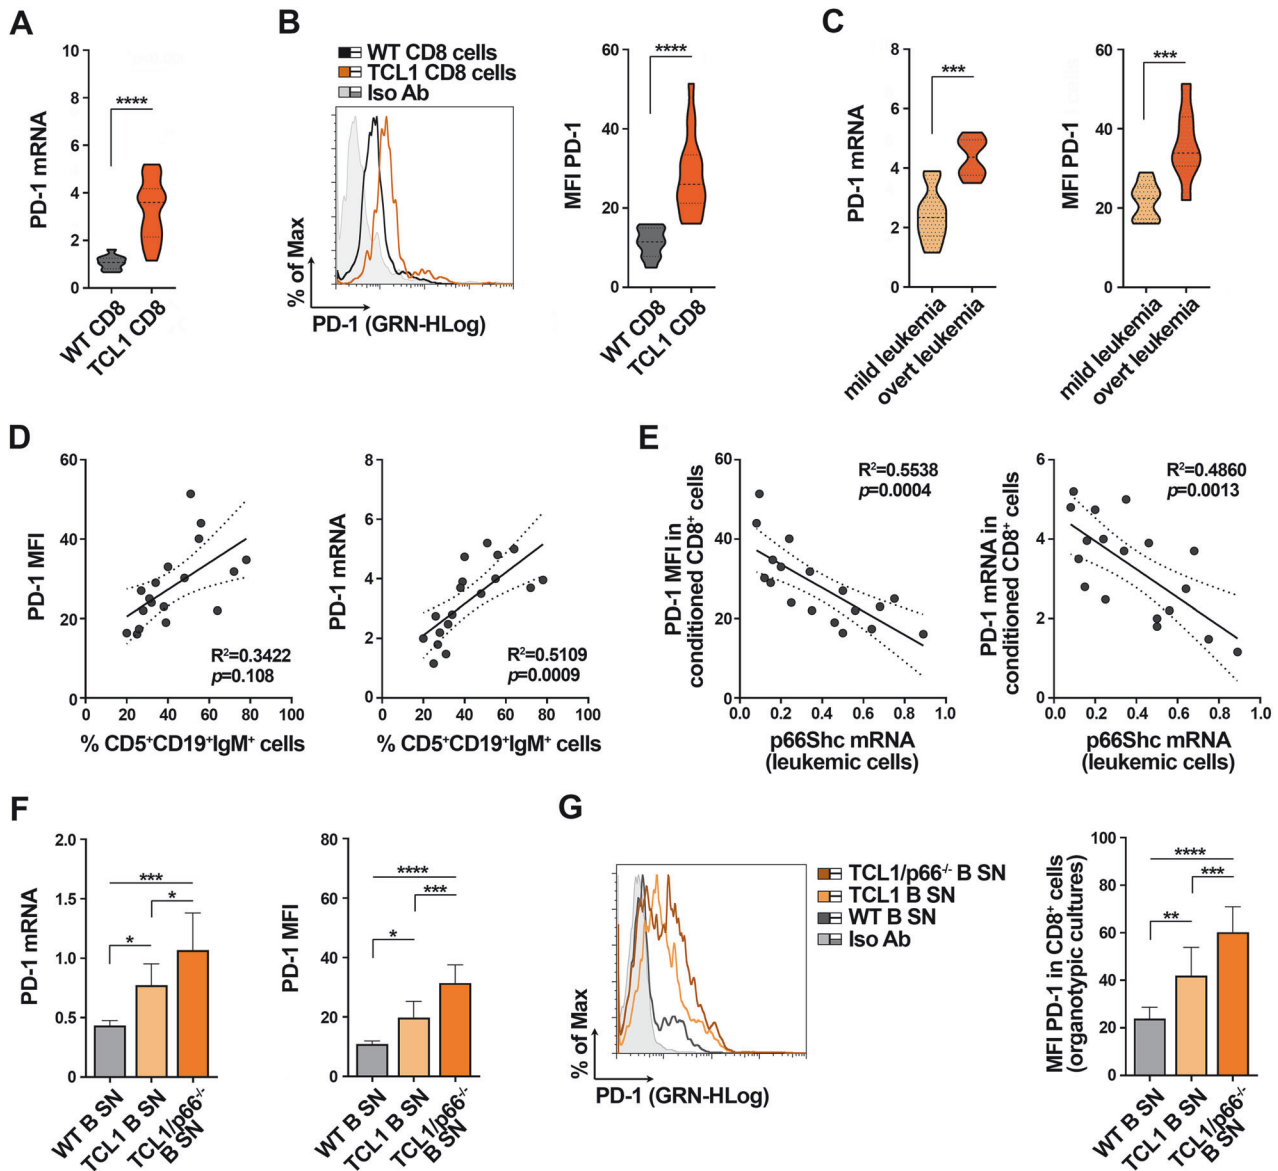 A
10
8
6
4
2
0
PD-1 mRNA
****
WT CD8
TCL1 CD8
B
WT CD8 cells
TCL1 CD8 cells
Iso Ab
% of Max
PD-1 (GRN-HLog)
60
40
20
0
MFI PD-1
****
WT CD8
TCL1 CD8
C
8
6
4
2
0
PD-1 mRNA
***
mild leukemia
overt leukemia
60
40
20
0
MFI PD-1
***
mild leukemia
overt leukemia
D
60
40
20
0
PD-1 MFI
R²=0.3422
p=0.108
0 20 40 60 80 100
% CD5⁺CD19⁺IgM⁺ cells
8
6
4
2
0
PD-1 mRNA
R²=0.5109
p=0.0009
0 20 40 60 80 100
% CD5⁺CD19⁺IgM⁺ cells
E
60
40
20
0
PD-1 MFI in
conditioned CD8⁺ cells
R²=0.5538
p=0.0004
0.0 0.2 0.4 0.6 0.8 1.0
p66Shc mRNA
(leukemic cells)
6
4
2
0
PD-1 mRNA in
conditioned CD8⁺ cells
R²=0.4860
p=0.0013
0.0 0.2 0.4 0.6 0.8 1.0
p66Shc mRNA
(leukemic cells)
F
2.0
1.5
1.0
0.5
0
PD-1 mRNA
***
*
*
WT B SN
TCL1 B SN
TCL1/p66⁻/⁻
B SN
80
60
40
20
0
PD-1 MFI
****
***
*
WT B SN
TCL1 B SN
TCL1/p66⁻/⁻
B SN
G
TCL1/p66⁻/⁻ B SN
TCL1 B SN
WT B SN
Iso Ab
% of Max
PD-1 (GRN-HLog)
100
80
60
40
20
0
MFI PD-1 in CD8⁺ cells
(organotypic cultures)
****
***
**
WT B SN
TCL1 B SN
TCL1/p66⁻/⁻
B SN